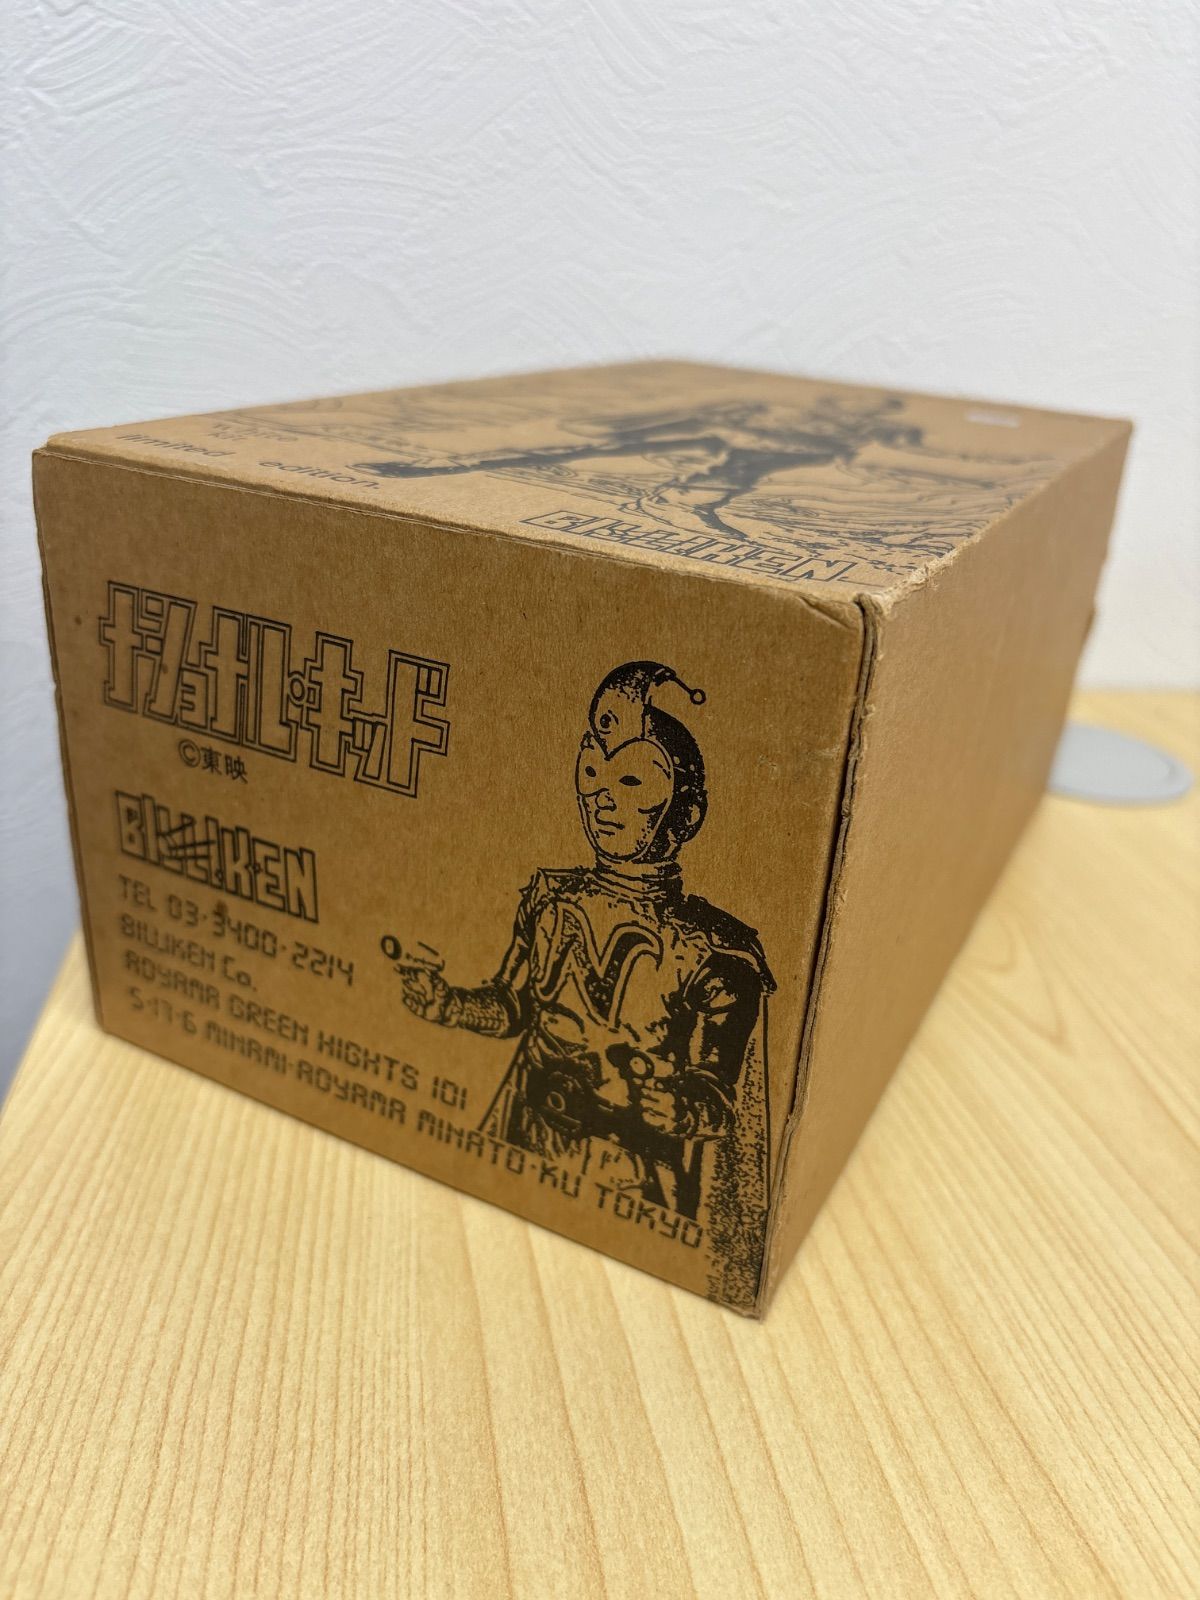 limited edition.
BILLIKEN.
ナショナル・キッド
©東映
BILLIKEN
TEL 03・3400・2214
BILLIKEN Co.
AOYAMA GREEN HIGHTS 101
5・17・6 MINAMI・AOYAMA MINATO・KU TOKYO